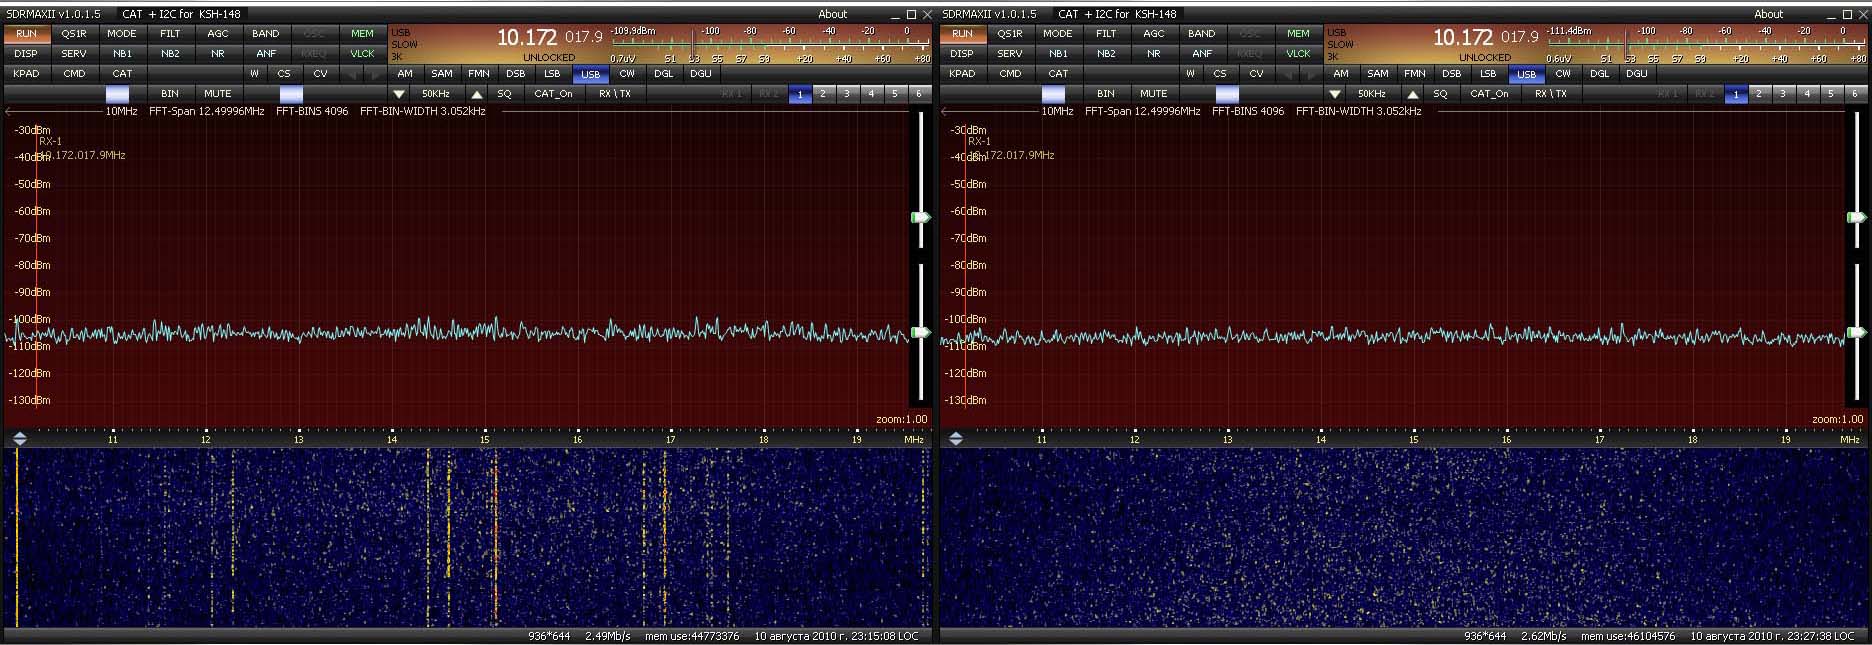 SDRMAXII v1.0.1.5 CAT + I2C for KSH-148 About
RUN QS1R MODE FILT AGC BAND OSC MEM
DISP SERV NB1 NB2 NR ANF RXEQ VLCK
KPAD CMD CAT W CS CV
USB
SLOW
3K
10.172 017.9
UNLOCKED
-109.9dBm -100 -80 -60 -40 -20 0
0.7uV S1 S3 S5 S7 S9 +20 +40 +60 +80
AM SAM FMN DSB LSB USB CW DGL DGU
BIN MUTE 50KHz SQ CAT_On RX\TX RX 1 RX 2 1 2 3 4 5 6
10MHz FFT-Span 12.49996MHz FFT-BINS 4096 FFT-BIN-WIDTH 3.052kHz
-30dBm
RX-1
-40dBm
10.172.017.9MHz
-50dBm
-60dBm
-70dBm
-80dBm
-90dBm
-100dBm
-110dBm
-120dBm
-130dBm
zoom:1.00
11 12 13 14 15 16 17 18 19 MHz
936*644 2.49Mb/s mem use:44773376 10 августа 2010 г. 23:15:08 LOC
SDRMAXII v1.0.1.5 CAT + I2C for KSH-148 About
RUN QS1R MODE FILT AGC BAND OSC MEM
DISP SERV NB1 NB2 NR ANF RXEQ VLCK
KPAD CMD CAT W CS CV
USB
SLOW
3K
10.172 017.9
UNLOCKED
-111.4dBm -100 -80 -60 -40 -20 0
0.6uV S1 S3 S5 S7 S9 +20 +40 +60 +80
AM SAM FMN DSB LSB USB CW DGL DGU
BIN MUTE 50KHz SQ CAT_On RX\TX RX 1 RX 2 1 2 3 4 5 6
10MHz FFT-Span 12.49996MHz FFT-BINS 4096 FFT-BIN-WIDTH 3.052kHz
-30dBm
RX-1
-40dBm
10.172.017.9MHz
-50dBm
-60dBm
-70dBm
-80dBm
-90dBm
-100dBm
-110dBm
-120dBm
-130dBm
zoom:1.00
11 12 13 14 15 16 17 18 19 MHz
936*644 2.62Mb/s mem use:46104576 10 августа 2010 г. 23:27:38 LOC